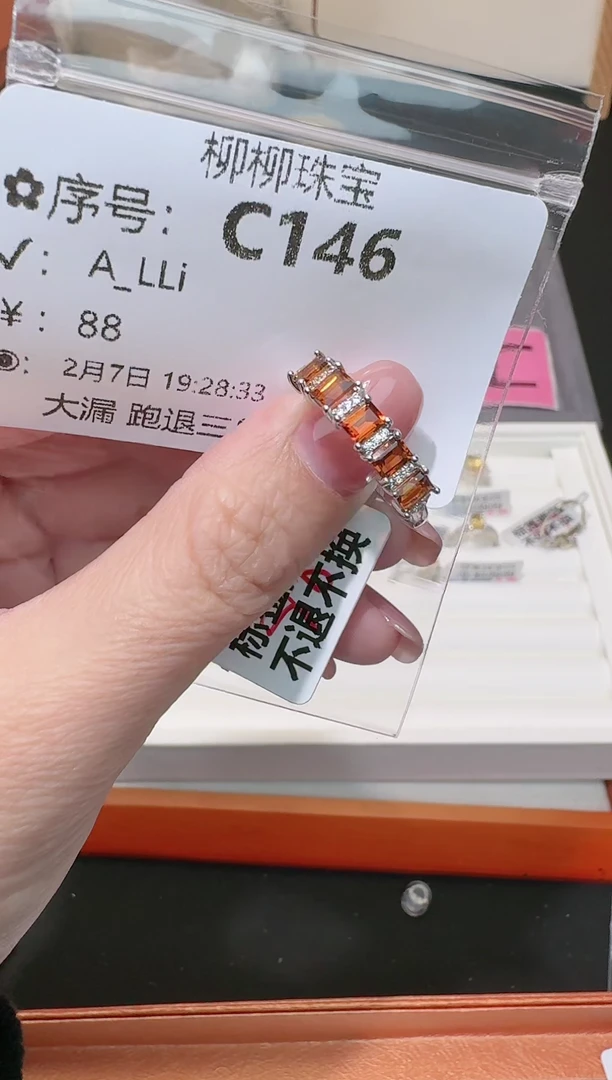 柳柳珠宝
✿序号: C146
✓: A_LLi
¥: 88
2月7日 19:28:33
大漏 跑退三
不退不换